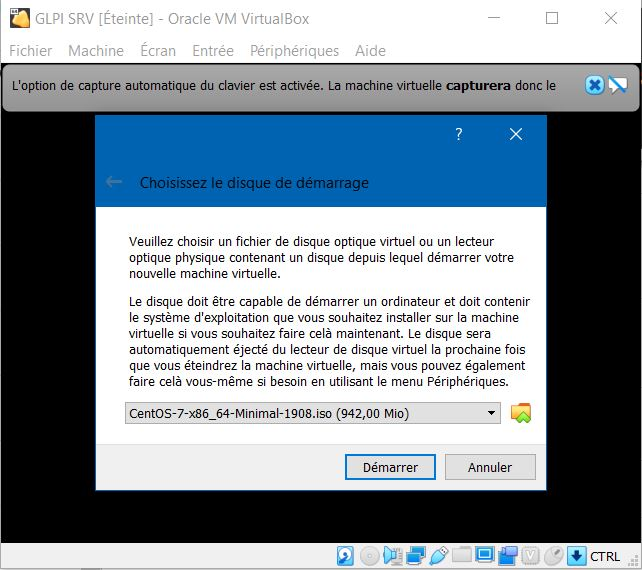 GLPI SRV [Éteinte] - Oracle VM VirtualBox
Fichier Machine Écran Entrée Périphériques Aide
L'option de capture automatique du clavier est activée. La machine virtuelle capturera donc le
?
Choisissez le disque de démarrage
Veuillez choisir un fichier de disque optique virtuel ou un lecteur
optique physique contenant un disque depuis lequel démarrer votre
nouvelle machine virtuelle.
Le disque doit être capable de démarrer un ordinateur et doit contenir
le système d'exploitation que vous souhaitez installer sur la machine
virtuelle si vous souhaitez faire celà maintenant. Le disque sera
automatiquement éjecté du lecteur de disque virtuel la prochaine fois
que vous éteindrez la machine virtuelle, mais vous pouvez également
faire celà vous-même si besoin en utilisant le menu Périphériques.
CentOS-7-x86_64-Minimal-1908.iso (942,00 Mio)
Démarrer Annuler
CTRL